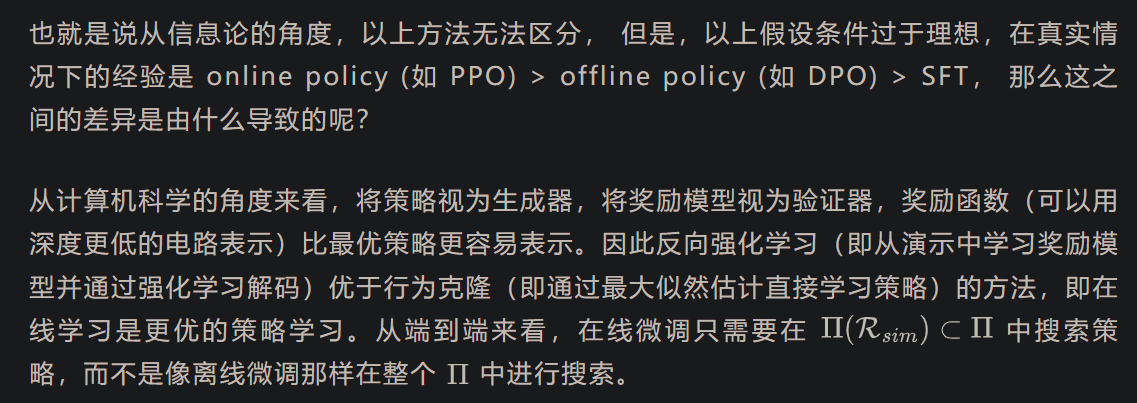 也就是说从信息论的角度，以上方法无法区分， 但是，以上假设条件过于理想，在真实情
况下的经验是 online policy (如 PPO) > offline policy (如 DPO) > SFT， 那么这之
间的差异是由什么导致的呢？
从计算机科学的角度来看，将策略视为生成器，将奖励模型视为验证器，奖励函数（可以用
深度更低的电路表示）比最优策略更容易表示。因此反向强化学习（即从演示中学习奖励模
型并通过强化学习解码）优于行为克隆（即通过最大似然估计直接学习策略）的方法，即在
线学习是更优的策略学习。从端到端来看，在线微调只需要在 Π(𝓡sim) ⊂ Π 中搜索策
略，而不是像离线微调那样在整个 Π 中进行搜索。